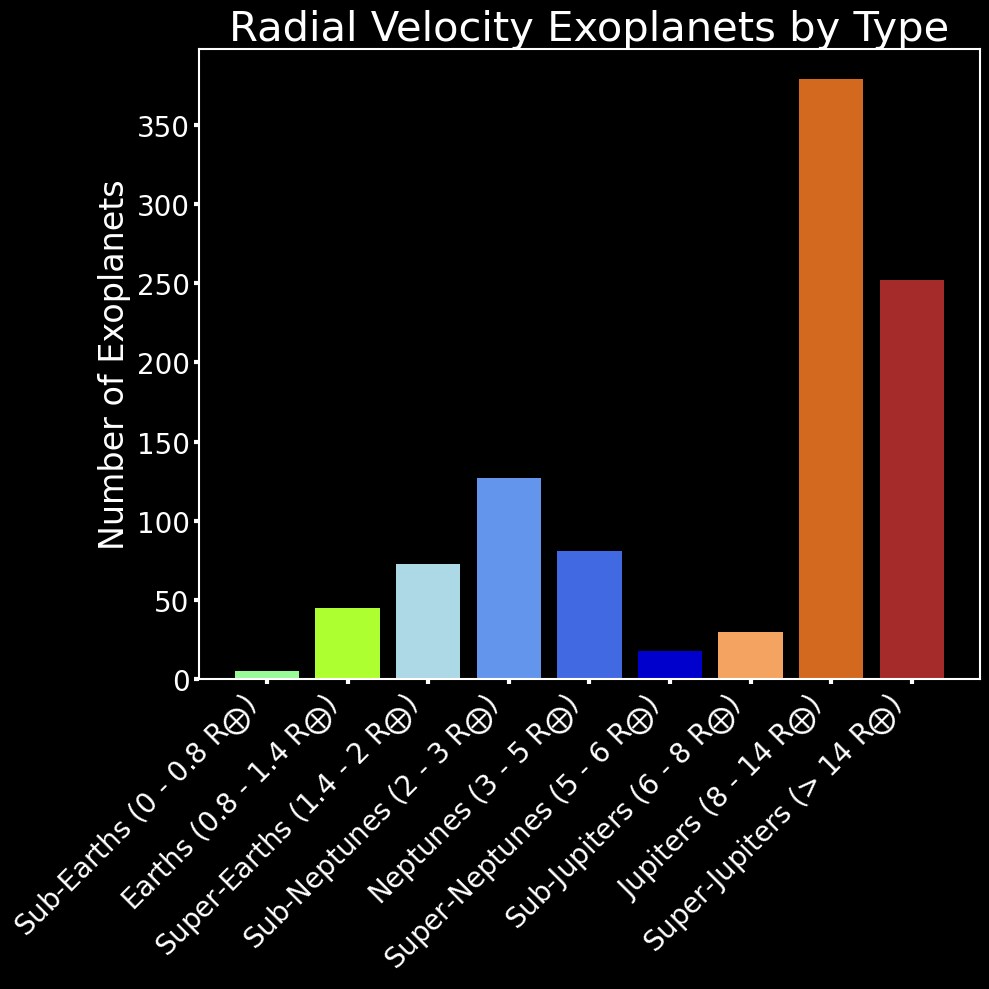 Radial Velocity Exoplanets by Type
Number of Exoplanets
350
300
250
200
150
100
50
0
Sub-Earths (0 - 0.8 R⨁)
Earths (0.8 - 1.4 R⨁)
Super-Earths (1.4 - 2 R⨁)
Sub-Neptunes (2 - 3 R⨁)
Neptunes (3 - 5 R⨁)
Super-Neptunes (5 - 6 R⨁)
Sub-Jupiters (6 - 8 R⨁)
Jupiters (8 - 14 R⨁)
Super-Jupiters (> 14 R⨁)